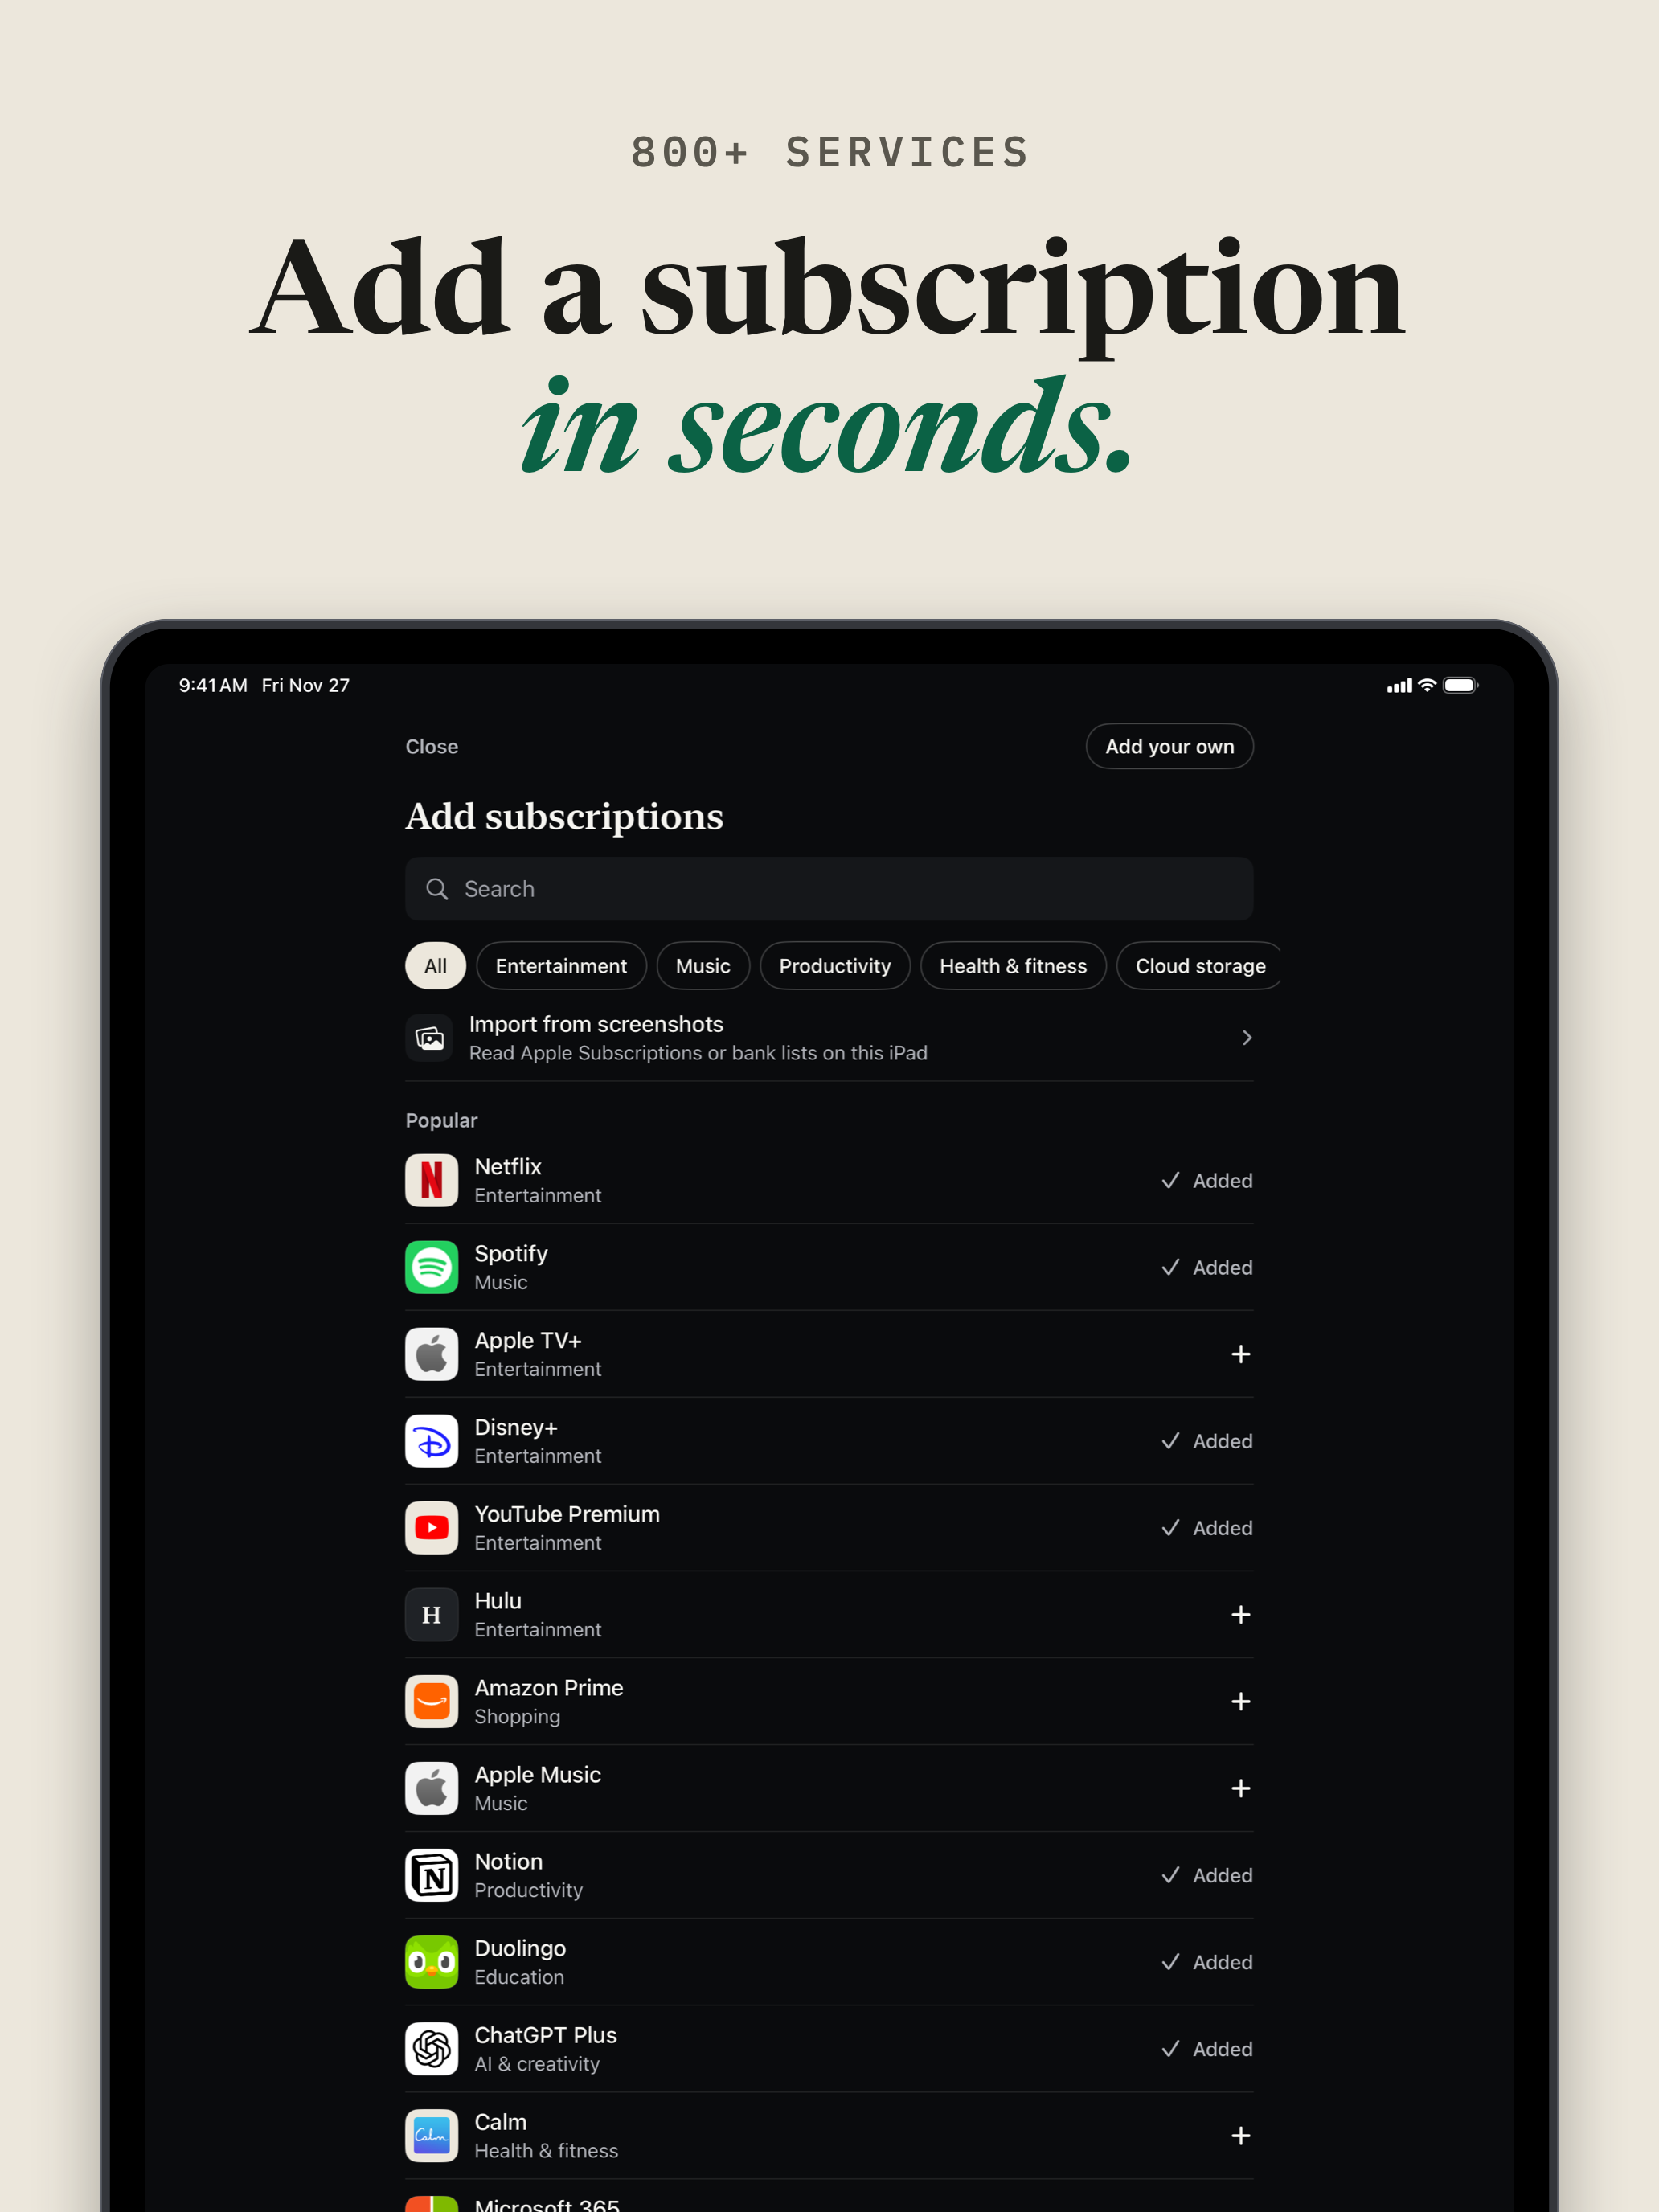 800+ SERVICES
Add a subscription
in seconds.
9:41 AM Fri Nov 27
Close
Add your own
Add subscriptions
Search
All
Entertainment
Music
Productivity
Health & fitness
Cloud storage
Import from screenshots
Read Apple Subscriptions or bank lists on this iPad
Popular
Netflix
Entertainment
Added
Spotify
Music
Added
Apple TV+
Entertainment
Disney+
Entertainment
Added
YouTube Premium
Entertainment
Added
H
Hulu
Entertainment
Amazon Prime
Shopping
Apple Music
Music
N
Notion
Productivity
Added
Duolingo
Education
Added
ChatGPT Plus
AI & creativity
Added
Calm
Calm
Health & fitness
Microsoft 365